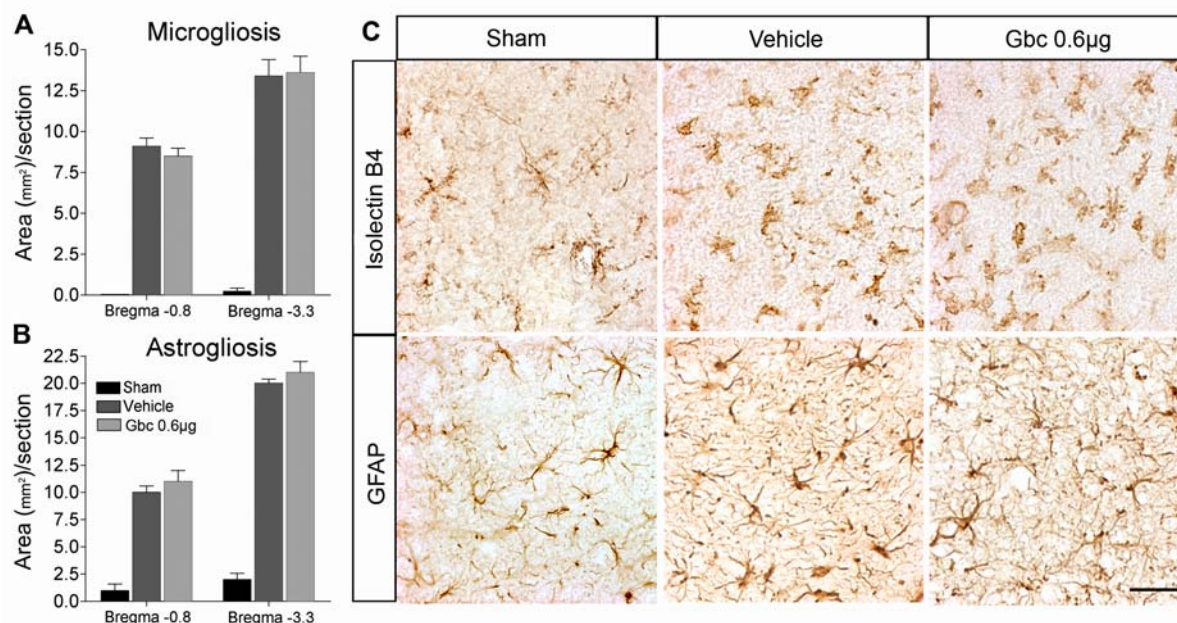 A
Microgliosis
Area (mm²)/section
15.0
12.5
10.0
7.5
5.0
2.5
0.0
Bregma -0.8
Bregma -3.3
B
Astrogliosis
Area (mm²)/section
22.5
20.0
17.5
15.0
12.5
10.0
7.5
5.0
2.5
0.0
Sham
Vehicle
Gbc 0.6µg
Bregma -0.8
Bregma -3.3
C
Sham
Vehicle
Gbc 0.6µg
Isolectin B4
GFAP